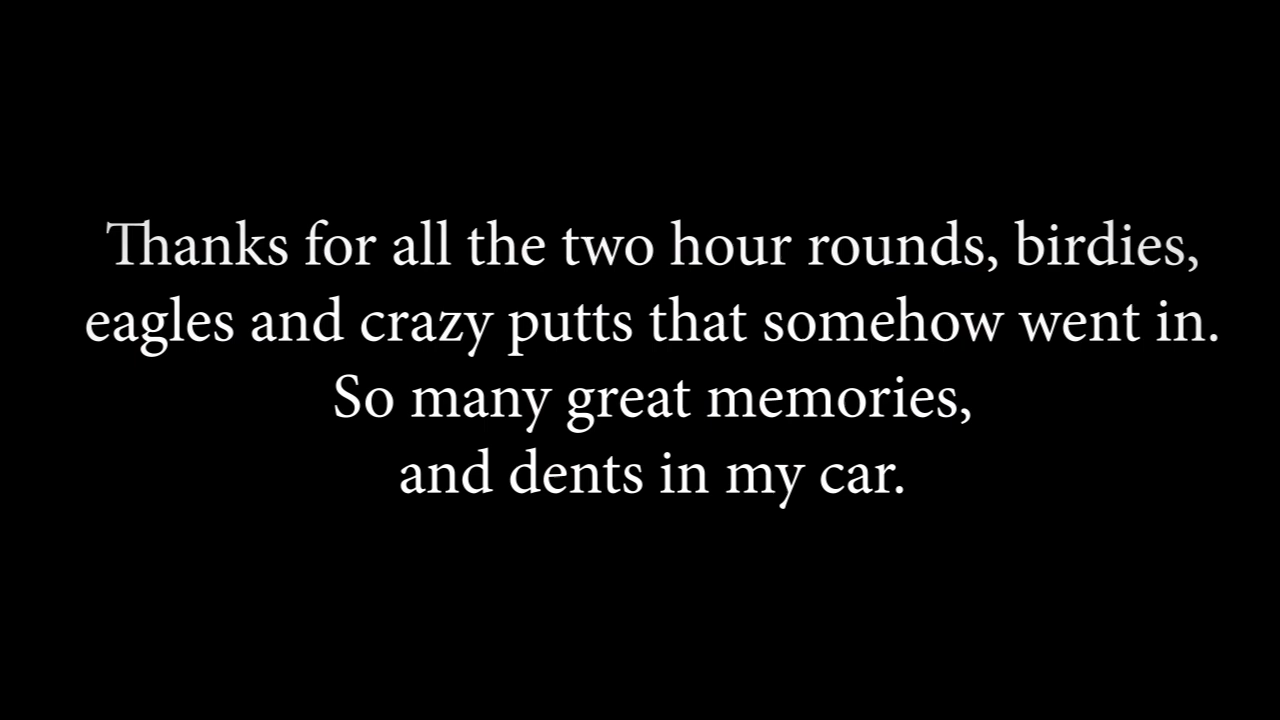 Thanks for all the two hour rounds, birdies,
eagles and crazy putts that somehow went in.
So many great memories,
and dents in my car.